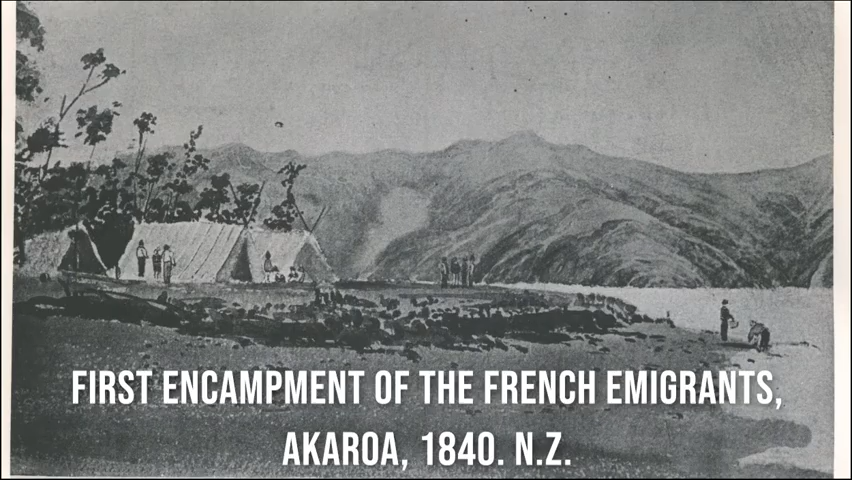 FIRST ENCAMPMENT OF THE FRENCH EMIGRANTS,
AKAROA, 1840. N.Z.